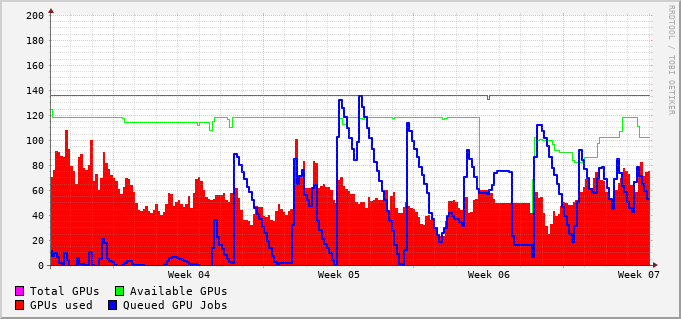 RRDTOOL / TOBI OETIKER
200
180
160
140
120
100
80
60
40
20
0
Week 04 Week 05 Week 06 Week 07
Total GPUs Available GPUs
GPUs used Queued GPU Jobs